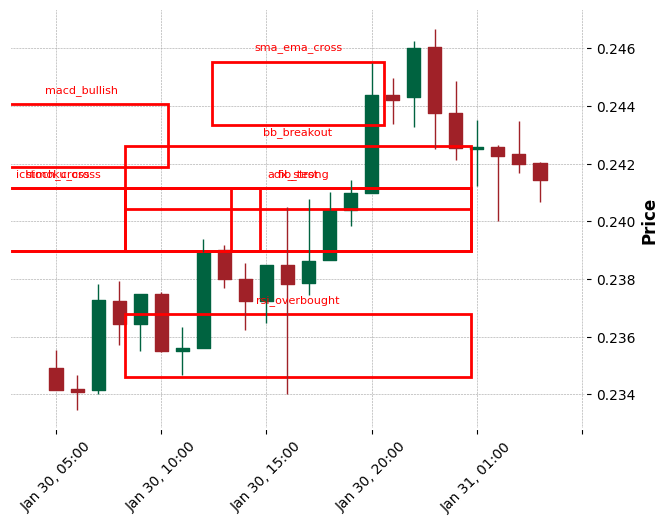 sma_ema_cross
macd_bullish
bb_breakout
stoch_cross
fib_test
rsi_overbought
0.246
0.244
0.242
0.240
0.238
0.236
0.234
Price
Jan 30, 05:00
Jan 30, 10:00
Jan 30, 15:00
Jan 30, 20:00
Jan 31, 01:00